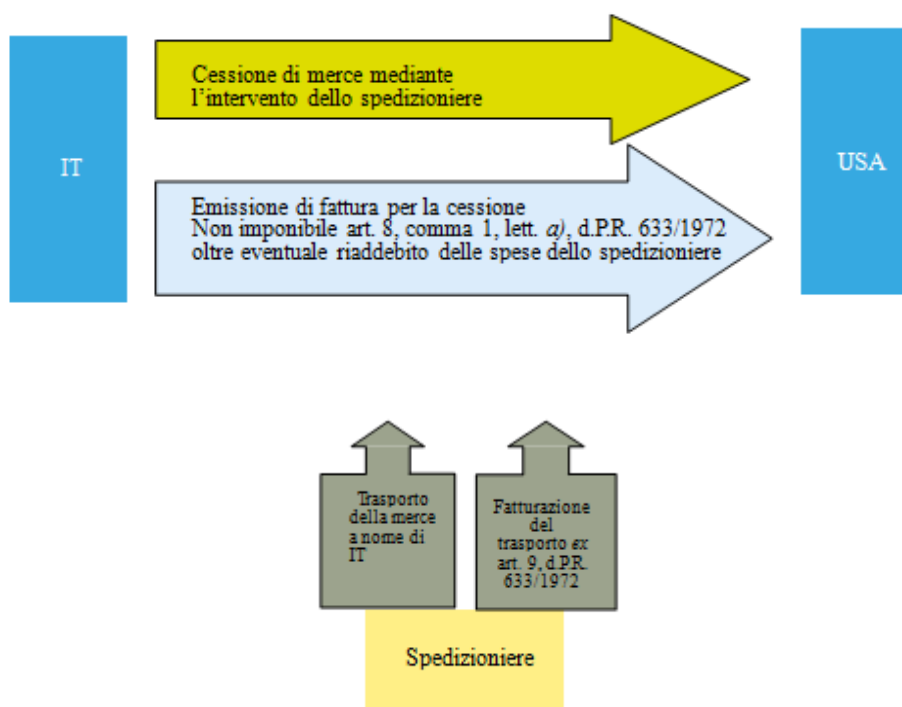 IT
Cessione di merce mediante
l’intervento dello spedizioniere
USA
Emissione di fattura per la cessione
Non imponibile art. 8, comma 1, lett. a), d.P.R. 633/1972
oltre eventuale riaddebito delle spese dello spedizioniere
Trasporto
della merce
a nome di
IT
Fatturazione
del
trasporto ex
art. 9, d.P.R.
633/1972
Spedizioniere